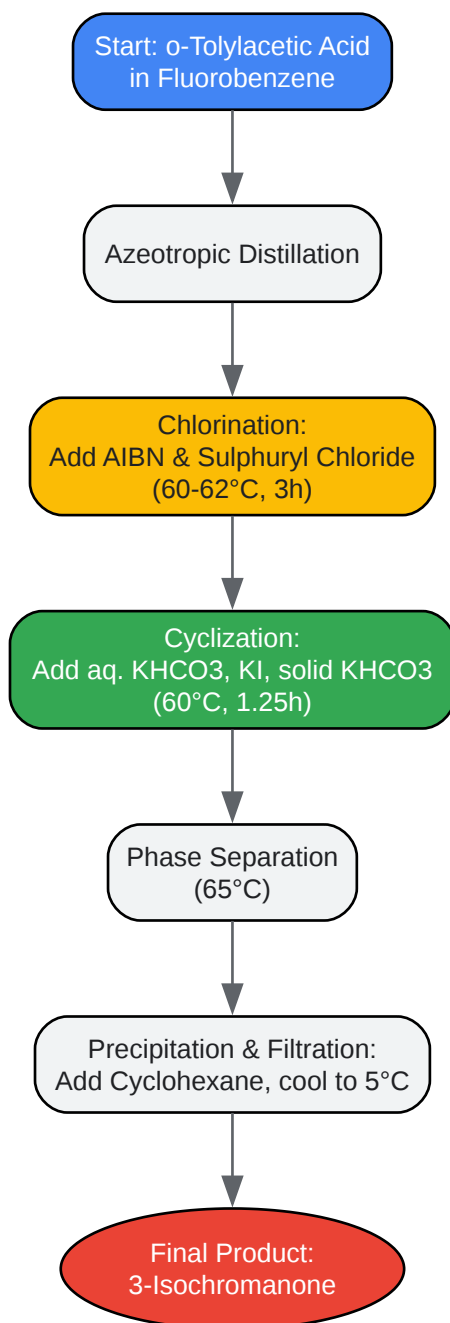 Start: o-Tolylacetic Acid
in Fluorobenzene
Azeotropic Distillation
Chlorination:
Add AIBN & Sulphuryl Chloride
(60-62°C, 3h)
Cyclization:
Add aq. KHCO3, KI, solid KHCO3
(60°C, 1.25h)
Phase Separation
(65°C)
Precipitation & Filtration:
Add Cyclohexane, cool to 5°C
Final Product:
3-Isochromanone